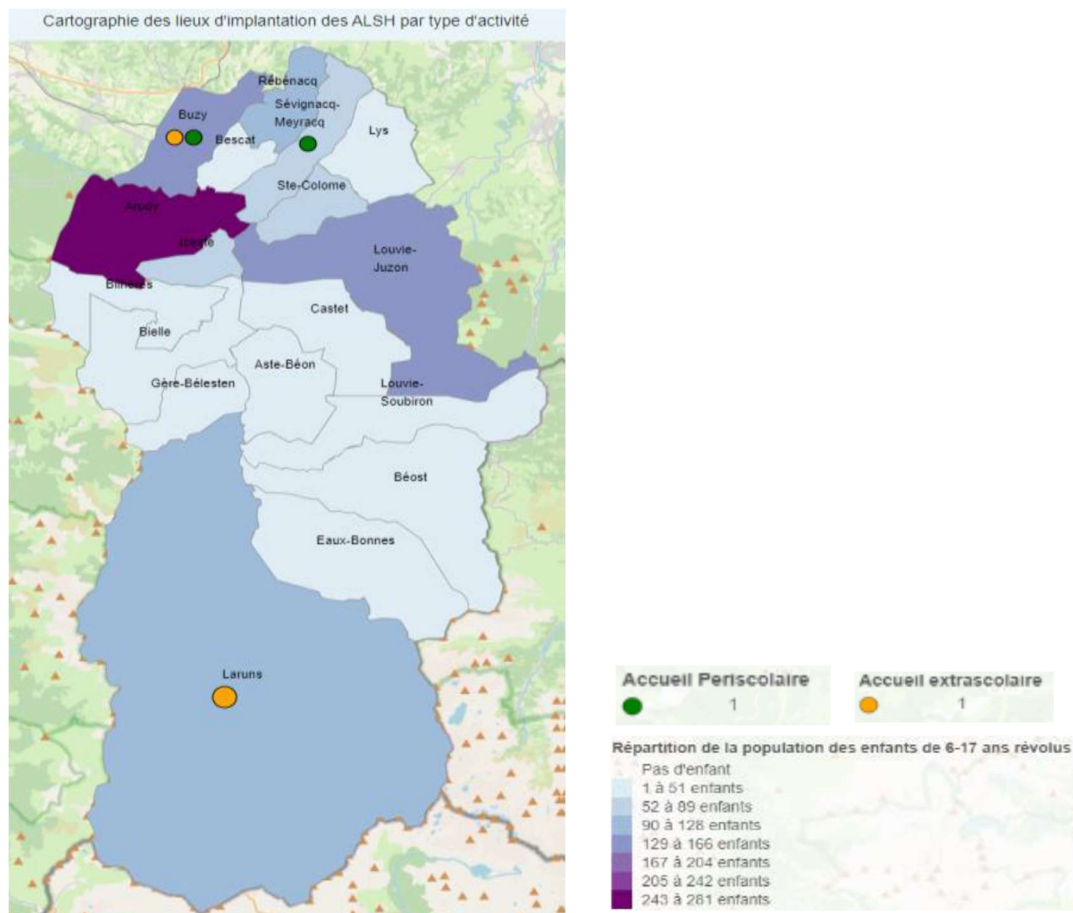 Cartographie des lieux d'implantation des ALSH par type d'activité
Rébénacq
Buzy
Sévignacq-
Meyracq
Lys
Bescat
Ste-Colome
Arudy
Izeste
Louvie-
Juzon
Bilhères
Castet
Bielle
Aste-Béon
Gère-Bélesten
Louvie-
Soubiron
Béost
Eaux-Bonnes
Laruns
Accueil Periscolaire
1
Accueil extrascolaire
1
Répartition de la population des enfants de 6-17 ans révolus
Pas d'enfant
1 à 51 enfants
52 à 89 enfants
90 à 128 enfants
129 à 166 enfants
167 à 204 enfants
205 à 242 enfants
243 à 281 enfants